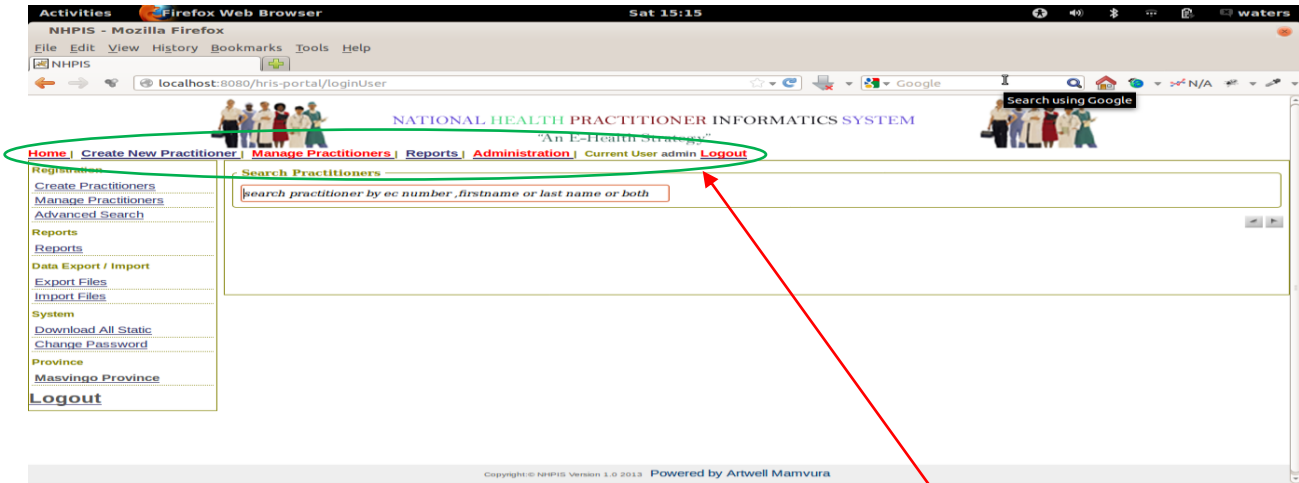 Activities Firefox Web Browser Sat 15:15 waters
NHPIS - Mozilla Firefox
File Edit View History Bookmarks Tools Help
NHPIS
localhost:8080/hris-portal/loginUser Google N/A
Search using Google
NATIONAL HEALTH PRACTITIONER INFORMATICS SYSTEM
"An E-Health Strategy"
Home | Create New Practitioner | Manage Practitioners | Reports | Administration | Current User admin Logout
Registration
Create Practitioners
Manage Practitioners
Advanced Search
Reports
Reports
Data Export / Import
Export Files
Import Files
System
Download All Static
Change Password
Province
Masvingo Province
Logout
Search Practitioners
search practitioner by ec number ,firstname or last name or both
Copyright:© NHPIS Version 1.0 2013 Powered by Artwell Mamvura